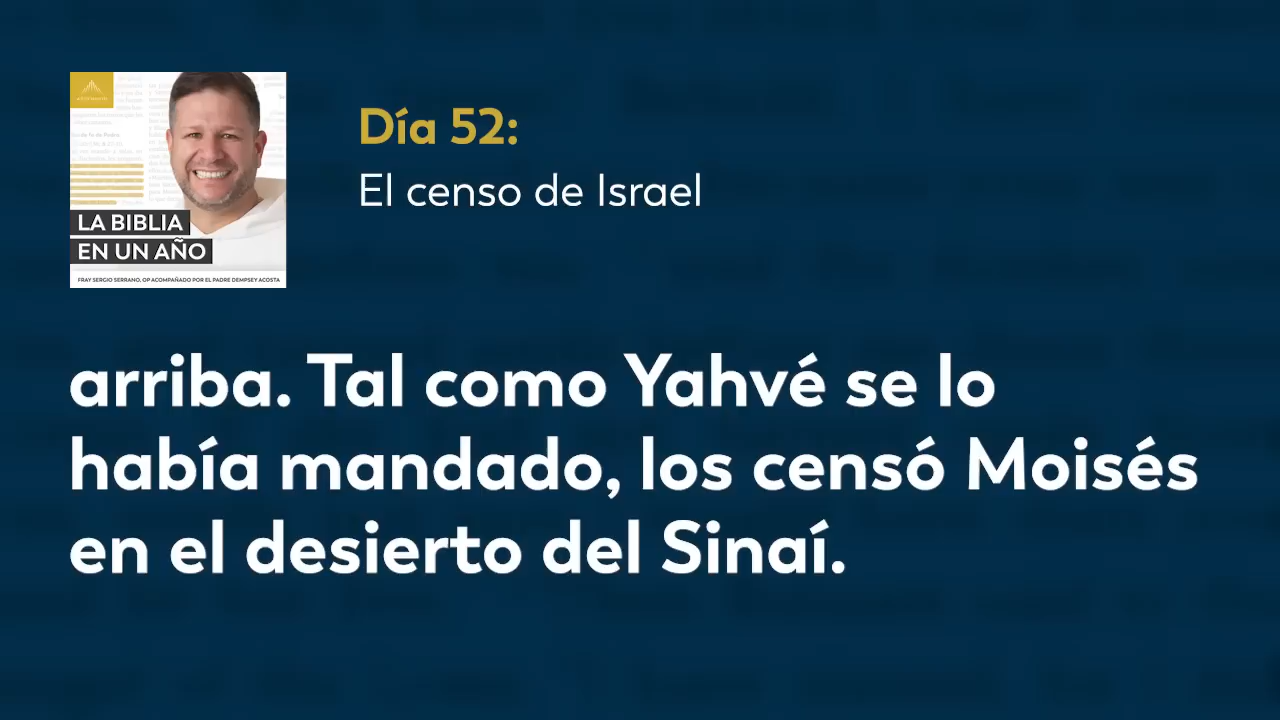 Día 52:
El censo de Israel
LA BIBLIA
EN UN AÑO
FRAY SERGIO SERRANO, OP ACOMPAÑADO POR EL PADRE DEMPSEY ACOSTA
arriba. Tal como Yahvé se lo
había mandado, los censó Moisés
en el desierto del Sinaí.